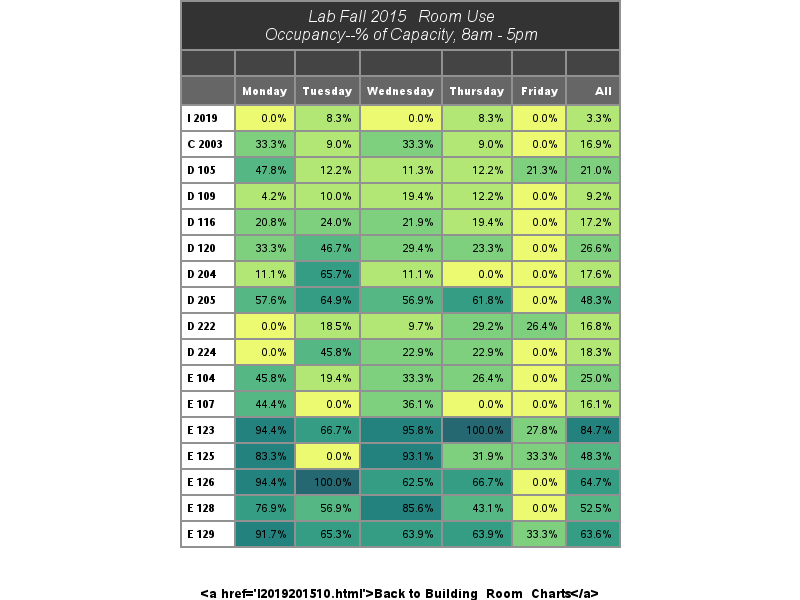 Lab Fall 2015 Room Use
Occupancy--% of Capacity, 8am - 5pm
Monday Tuesday Wednesday Thursday Friday All
I 2019 0.0% 8.3% 0.0% 8.3% 0.0% 3.3%
C 2003 33.3% 9.0% 33.3% 9.0% 0.0% 16.9%
D 105 47.8% 12.2% 11.3% 12.2% 21.3% 21.0%
D 109 4.2% 10.0% 19.4% 12.2% 0.0% 9.2%
D 116 20.8% 24.0% 21.9% 19.4% 0.0% 17.2%
D 120 33.3% 46.7% 29.4% 23.3% 0.0% 26.6%
D 204 11.1% 65.7% 11.1% 0.0% 0.0% 17.6%
D 205 57.6% 64.9% 56.9% 61.8% 0.0% 48.3%
D 222 0.0% 18.5% 9.7% 29.2% 26.4% 16.8%
D 224 0.0% 45.8% 22.9% 22.9% 0.0% 18.3%
E 104 45.8% 19.4% 33.3% 26.4% 0.0% 25.0%
E 107 44.4% 0.0% 36.1% 0.0% 0.0% 16.1%
E 123 94.4% 66.7% 95.8% 100.0% 27.8% 84.7%
E 125 83.3% 0.0% 93.1% 31.9% 33.3% 48.3%
E 126 94.4% 100.0% 62.5% 66.7% 0.0% 64.7%
E 128 76.9% 56.9% 85.6% 43.1% 0.0% 52.5%
E 129 91.7% 65.3% 63.9% 63.9% 33.3% 63.6%
<a href='I2019201510.html'>Back to Building Room Charts</a>